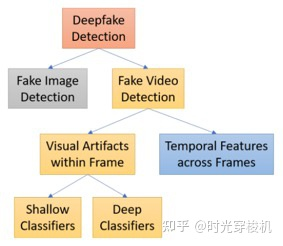 Deepfake
Detection
Fake Image
Detection
Fake Video
Detection
Visual Artifacts
within Frame
Temporal Features
across Frames
Shallow
Classifiers
Deep
Classifiers
知乎 @时光穿梭机